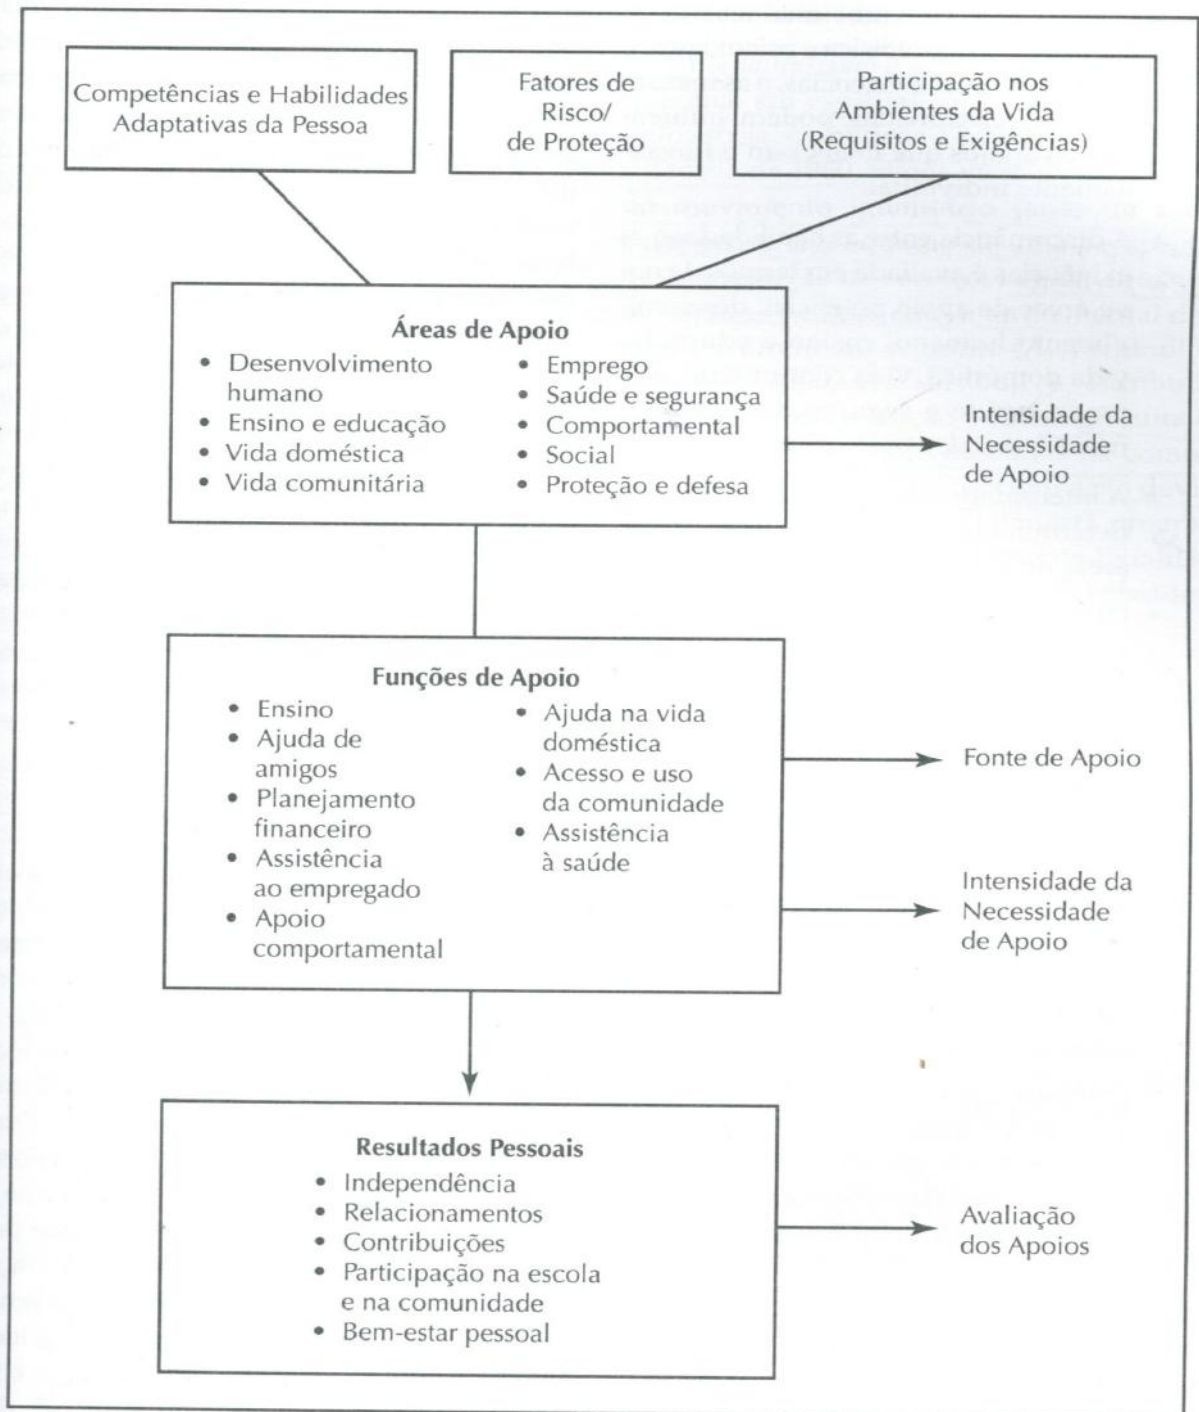 Competências e Habilidades
Adaptativas da Pessoa
Fatores de
Risco/
de Proteção
Participação nos
Ambientes da Vida
(Requisitos e Exigências)
Áreas de Apoio
• Desenvolvimento
humano
• Ensino e educação
• Vida doméstica
• Vida comunitária
• Emprego
• Saúde e segurança
• Comportamental
• Social
• Proteção e defesa
Intensidade da
Necessidade
de Apoio
Funções de Apoio
• Ensino
• Ajuda de
amigos
• Planejamento
financeiro
• Assistência
ao empregado
• Apoio
comportamental
• Ajuda na vida
doméstica
• Acesso e uso
da comunidade
• Assistência
à saúde
Fonte de Apoio
Intensidade da
Necessidade
de Apoio
Resultados Pessoais
• Independência
• Relacionamentos
• Contribuições
• Participação na escola
e na comunidade
• Bem-estar pessoal
Avaliação
dos Apoios